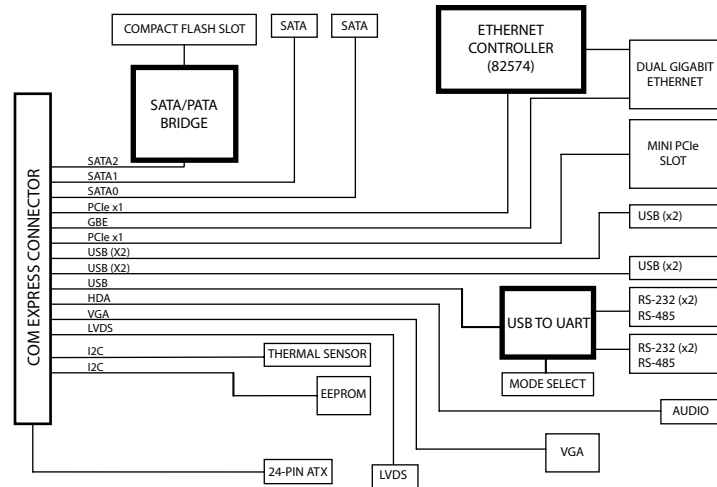 COMPACT FLASH SLOT
SATA
SATA
ETHERNET
CONTROLLER
(82574)
DUAL GIGABIT
ETHERNET
SATA/PATA
BRIDGE
MINI PCIe
SLOT
COM EXPRESS CONNECTOR
SATA2
SATA1
SATA0
PCIe x1
GBE
PCIe x1
USB (X2)
USB (X2)
USB
HDA
VGA
LVDS
I2C
I2C
USB (x2)
USB (x2)
USB TO UART
RS-232 (x2)
RS-485
RS-232 (x2)
RS-485
MODE SELECT
THERMAL SENSOR
EEPROM
AUDIO
VGA
24-PIN ATX
LVDS